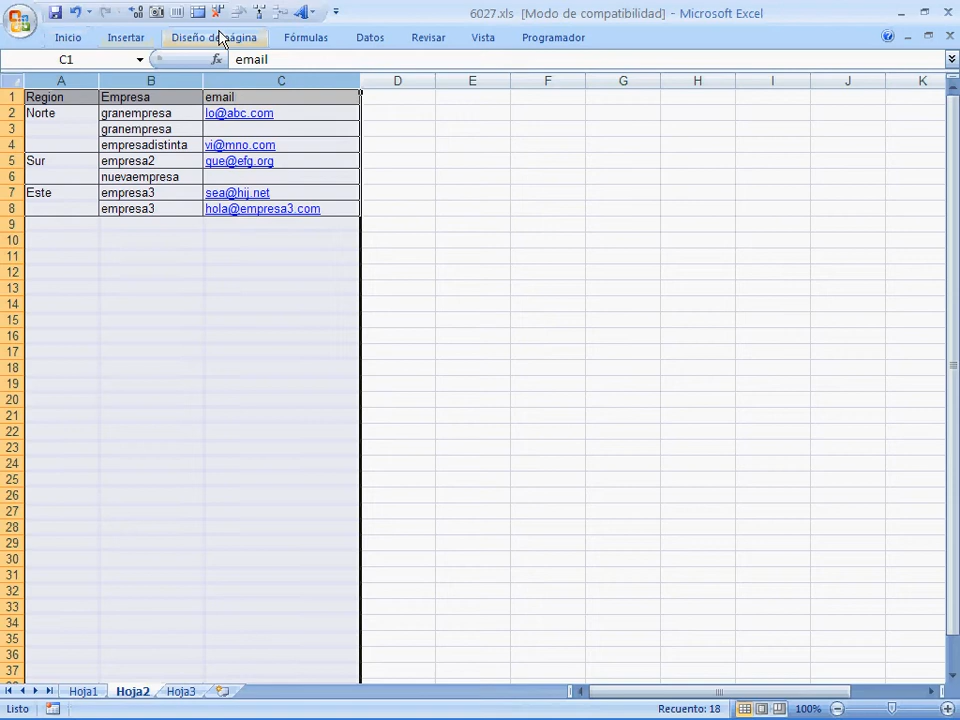 6027.xls [Modo de compatibilidad] - Microsoft Excel
Inicio Insertar Diseño de página Fórmulas Datos Revisar Vista Programador
C1 fx email
A B C D E F G H I J K
1 Region Empresa email
2 Norte granempresa lo@abc.com
3 granempresa
4 empresadistinta vi@mno.com
5 Sur empresa2 que@efg.org
6 nuevaempresa
7 Este empresa3 sea@hij.net
8 empresa3 hola@empresa3.com
9
10
11
12
13
14
15
16
17
18
19
20
21
22
23
24
25
26
27
28
29
30
31
32
33
34
35
36
37
Hoja1 Hoja2 Hoja3
Listo Recuento: 18 100%